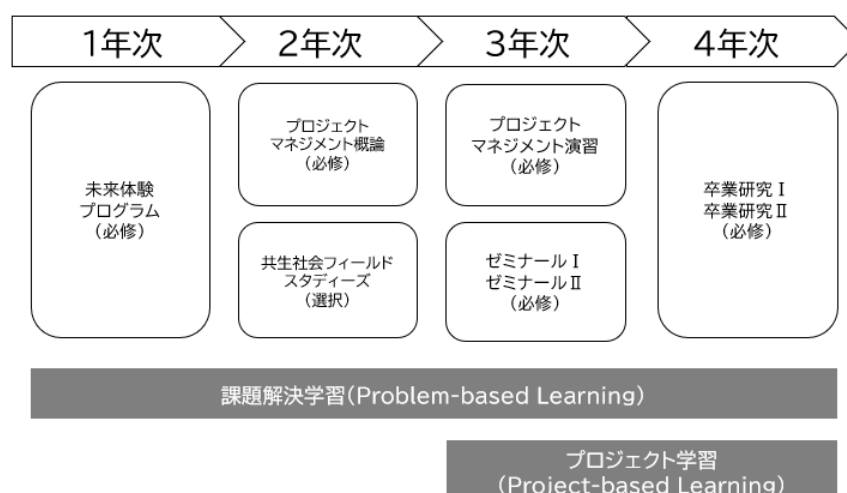 1年次
2年次
3年次
4年次
未来体験
プログラム
(必修)
プロジェクト
マネジメント概論
(必修)
共生社会フィールド
スタディーズ
(選択)
プロジェクト
マネジメント演習
(必修)
ゼミナールⅠ
ゼミナールⅡ
(必修)
卒業研究Ⅰ
卒業研究Ⅱ
(必修)
課題解決学習(Problem-based Learning)
プロジェクト学習
(Project-based Learning)